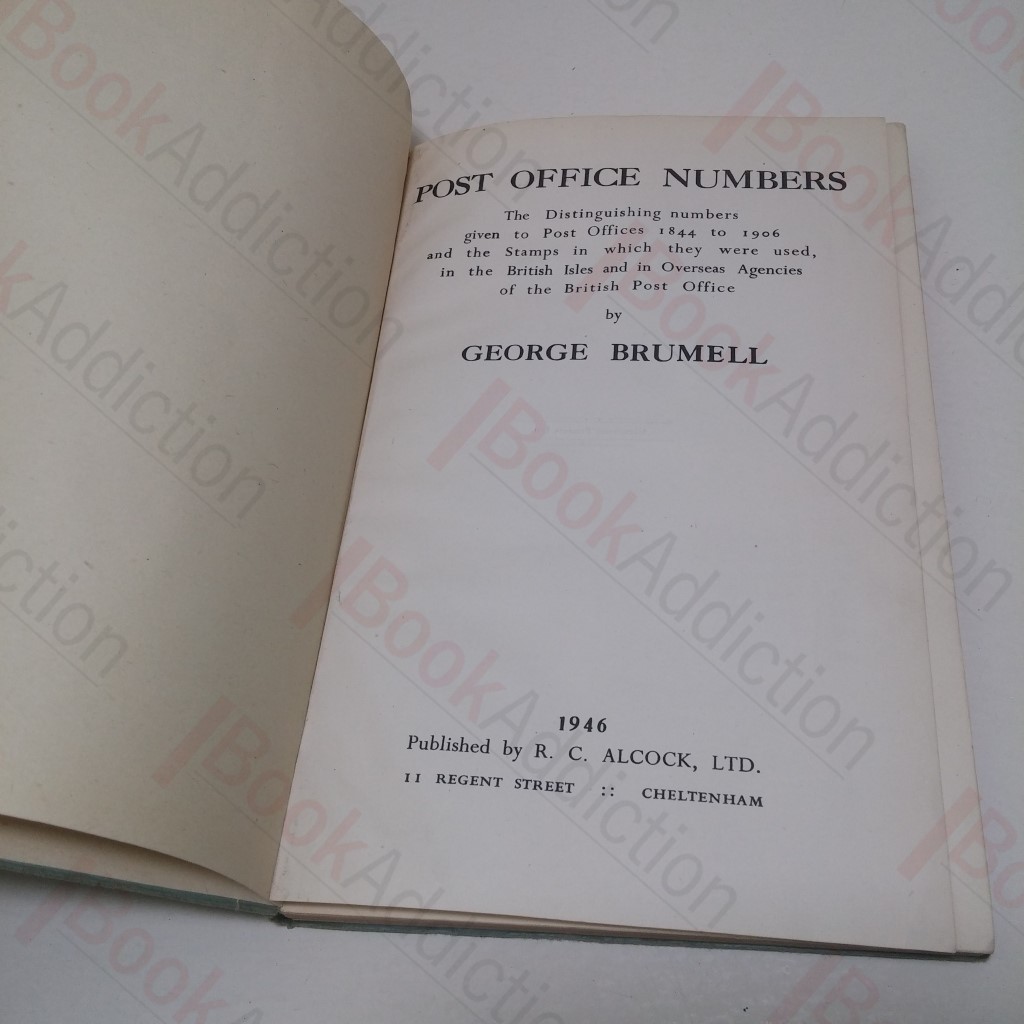 POST OFFICE NUMBERS
The Distinguishing numbers
given to Post Offices 1844 to 1906
and the Stamps in which they were used,
in the British Isles and in Overseas Agencies
of the British Post Office
by
GEORGE BRUMELL
1946
Published by R. C. ALCOCK, LTD.
11 REGENT STREET :: CHELTENHAM
BookAddiction